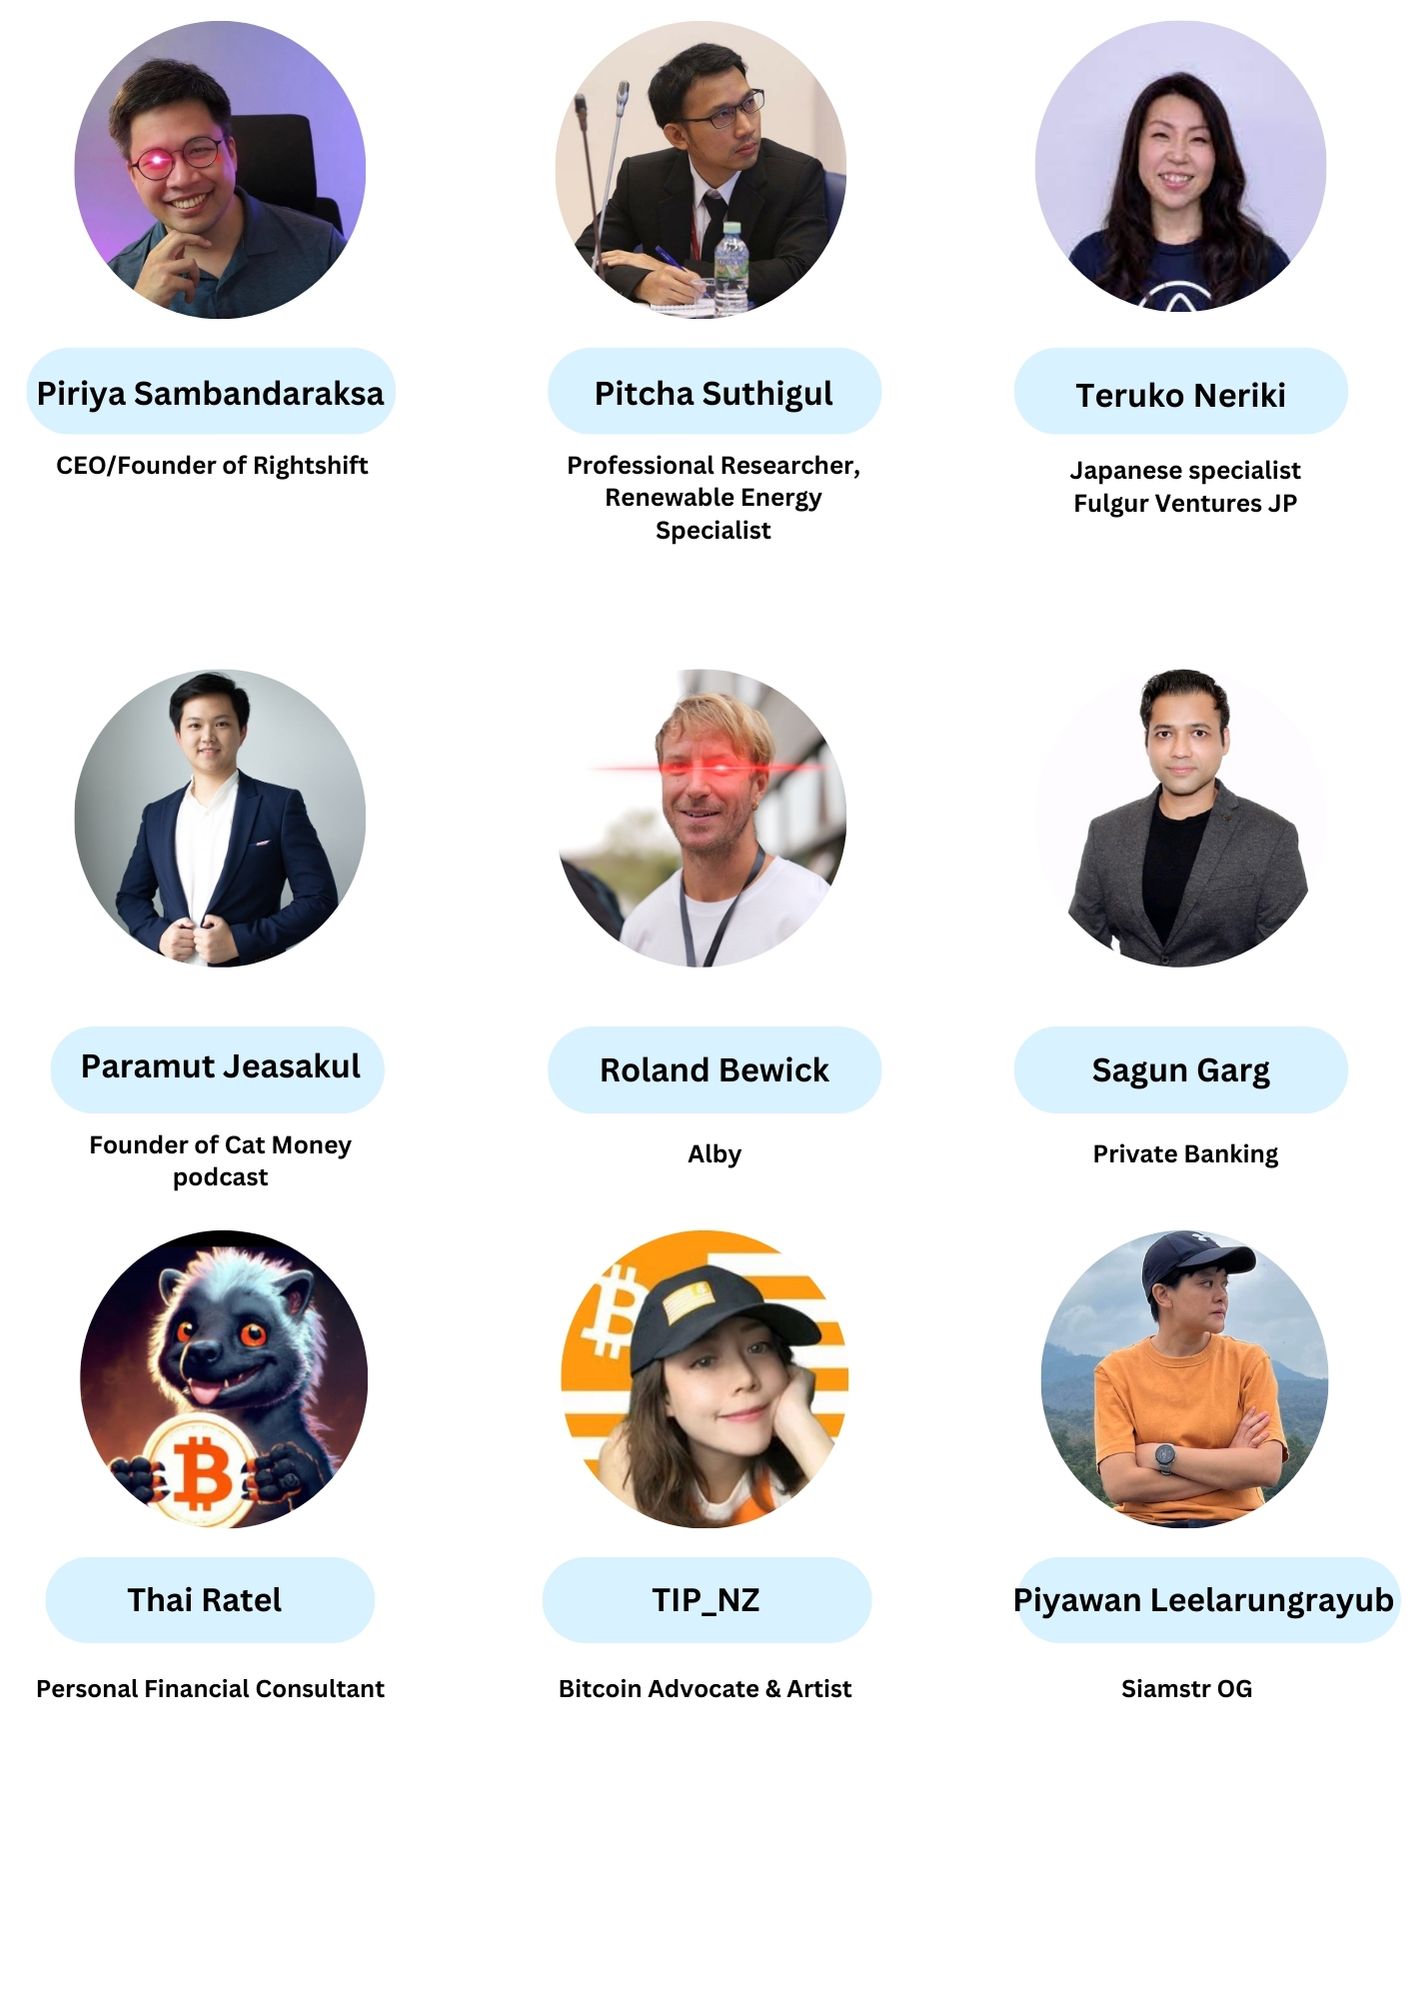 Piriya Sambandaraksa
CEO/Founder of Rightshift
Pitcha Suthigul
Professional Researcher,
Renewable Energy
Specialist
Teruko Neriki
Japanese specialist
Fulgur Ventures JP
Paramut Jeasakul
Founder of Cat Money
podcast
Roland Bewick
Alby
Sagun Garg
Private Banking
Thai Ratel
Personal Financial Consultant
TIP_NZ
Bitcoin Advocate & Artist
Piyawan Leelarungrayub
Siamstr OG